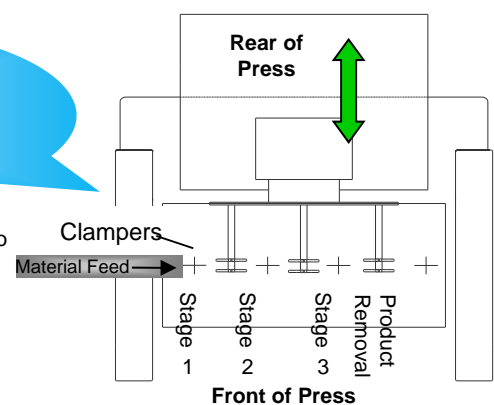 Rear of
Press
Clampers
Material Feed
Stage
1
Stage
2
Stage
3
Product
Removal
Front of Press